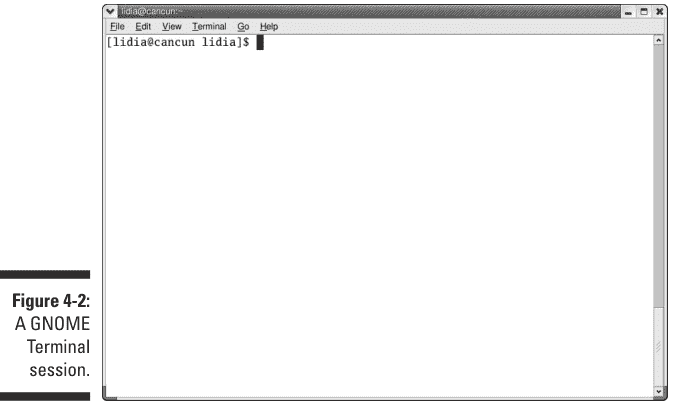 lidia@cancun:~
File Edit View Terminal Go Help
[lidia@cancun lidia]$
Figure 4-2:
A GNOME
Terminal
session.